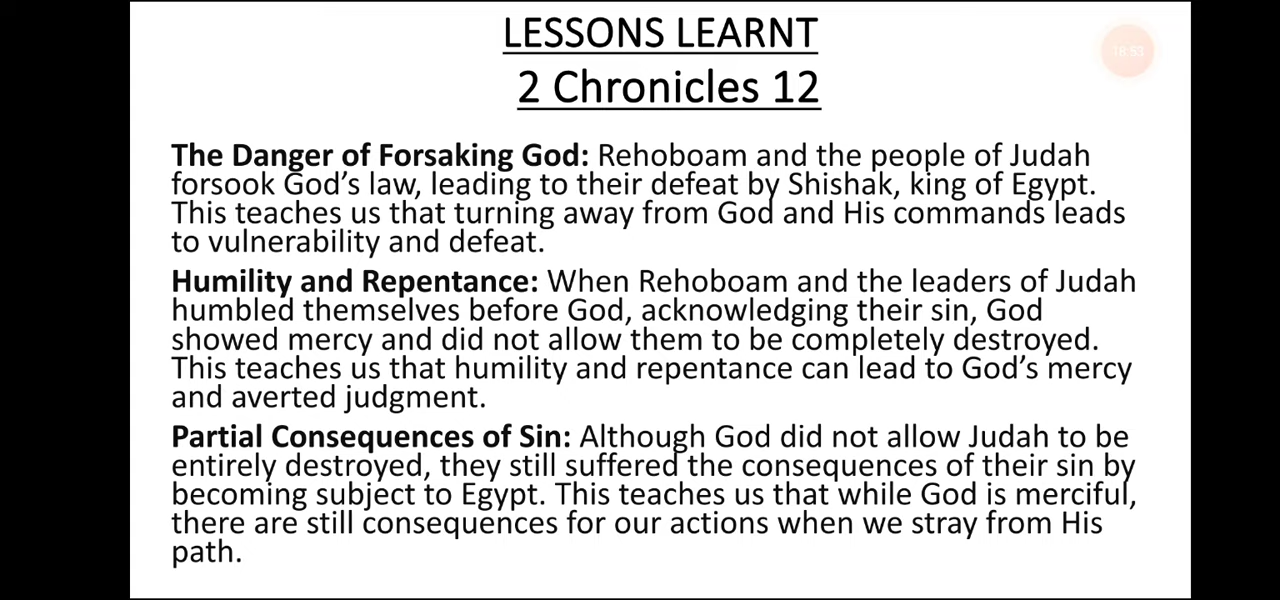 LESSONS LEARNT
2 Chronicles 12
18:53
The Danger of Forsaking God: Rehoboam and the people of Judah
forsook God’s law, leading to their defeat by Shishak, king of Egypt.
This teaches us that turning away from God and His commands leads
to vulnerability and defeat.
Humility and Repentance: When Rehoboam and the leaders of Judah
humbled themselves before God, acknowledging their sin, God
showed mercy and did not allow them to be completely destroyed.
This teaches us that humility and repentance can lead to God’s mercy
and averted judgment.
Partial Consequences of Sin: Although God did not allow Judah to be
entirely destroyed, they still suffered the consequences of their sin by
becoming subject to Egypt. This teaches us that while God is merciful,
there are still consequences for our actions when we stray from His
path.